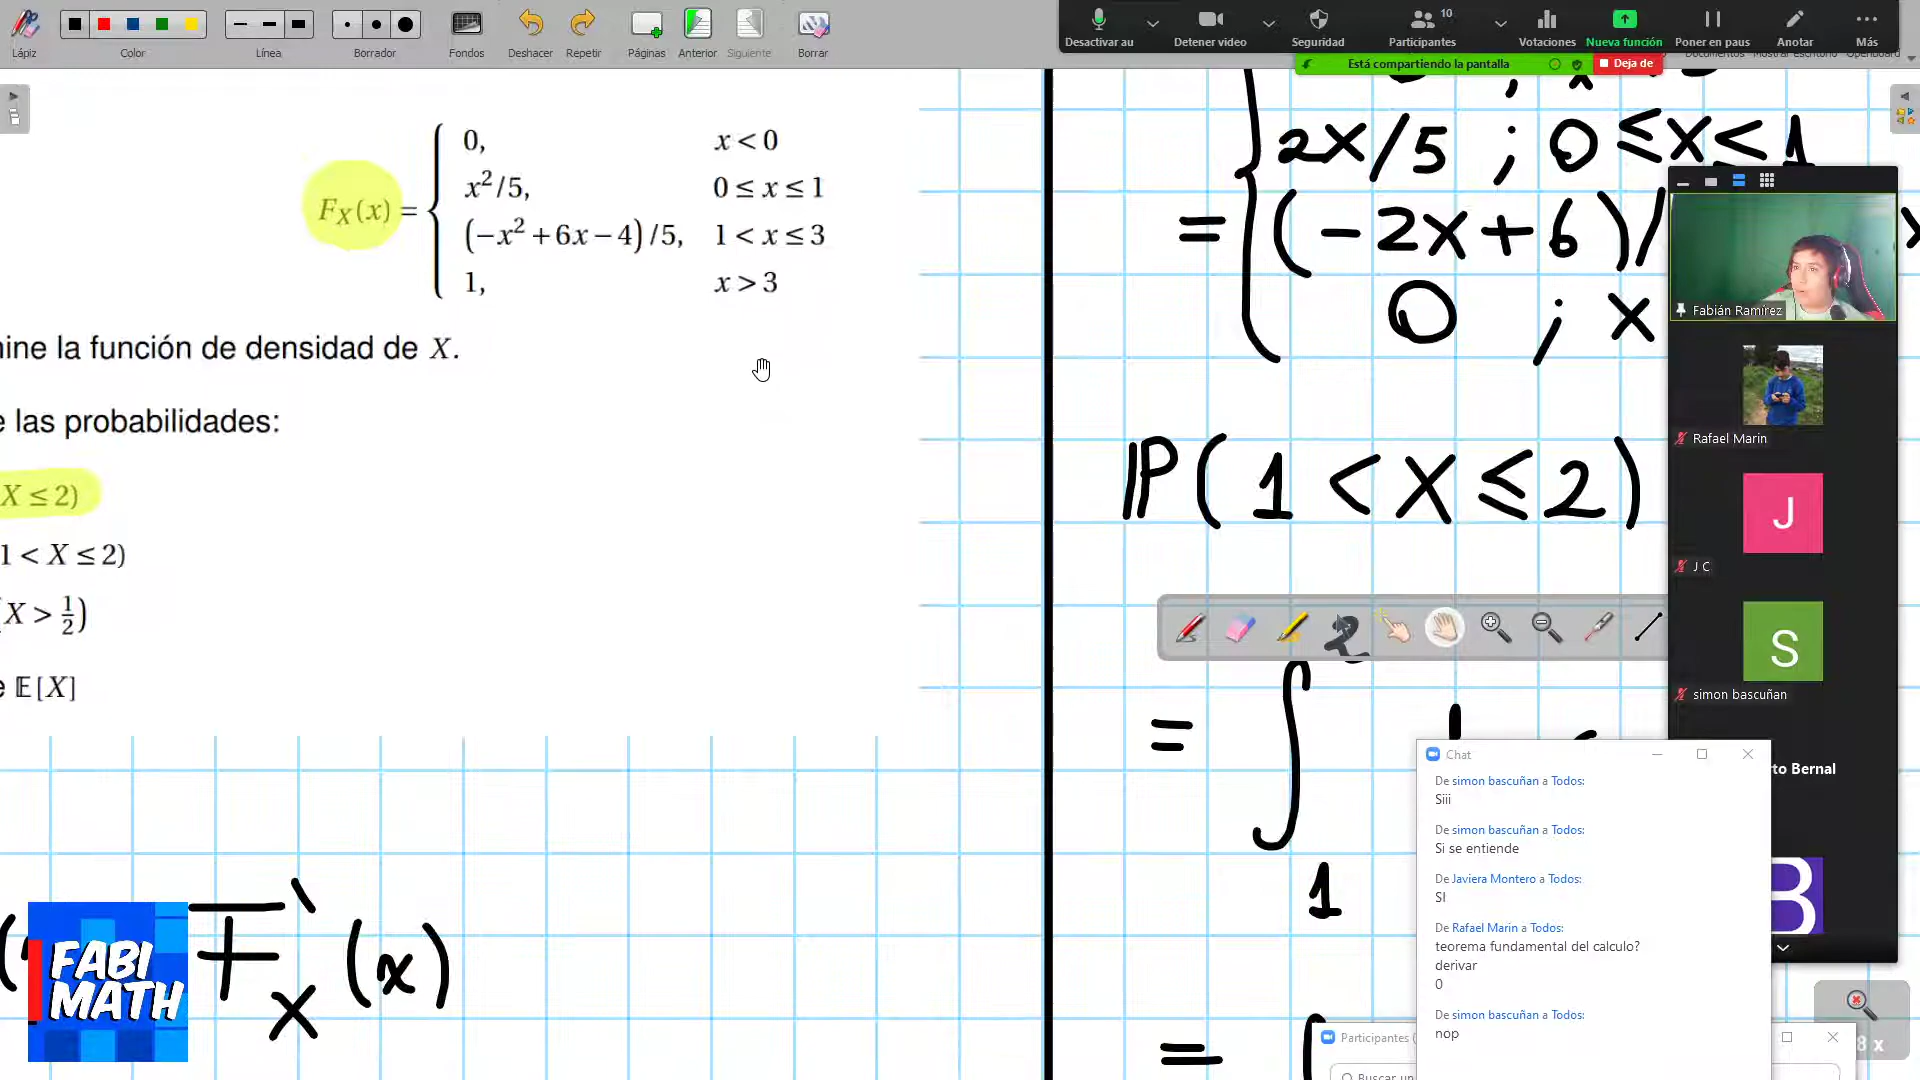 Lápiz
Color
Línea
Borrador
Fondos
Deshacer
Repetir
Páginas
Anterior
Siguiente
Borrar
Desactivar au
Detener video
Seguridad
Participantes 10
Votaciones
Nueva función
Poner en paus
Anotar
Más
Está compartiendo la pantalla
Deja de
F_X(x) = { 0, x < 0
x²/5, 0 ≤ x ≤ 1
(−x² + 6x − 4)/5, 1 < x ≤ 3
1, x > 3
nine la función de densidad de X.
e las probabilidades:
X ≤ 2)
1 < X ≤ 2)
(X > 1/2)
e 𝔼[X]
F_X`(x)
FABI
MATH
2x/5 ; 0 ≤ x ≤ 1
= { (-2x+6)/
0 ; x
ℙ(1 < X ≤ 2)
= ∫
1
=
Fabián Ramírez
Rafael Marin
J
J C
S
simon bascuñan
to Bernal
B
Chat
De simon bascuñan a Todos:
Siii
De simon bascuñan a Todos:
Si se entiende
De Javiera Montero a Todos:
SI
De Rafael Marin a Todos:
teorema fundamental del calculo?
derivar
0
De simon bascuñan a Todos:
nop
Participantes (
Buscar un
8 x